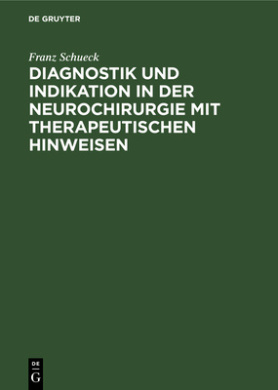 DE GRUYTER
Franz Schueck
DIAGNOSTIK UND
INDIKATION IN DER
NEUROCHIRURGIE MIT
THERAPEUTISCHEN
HINWEISEN
DE
G